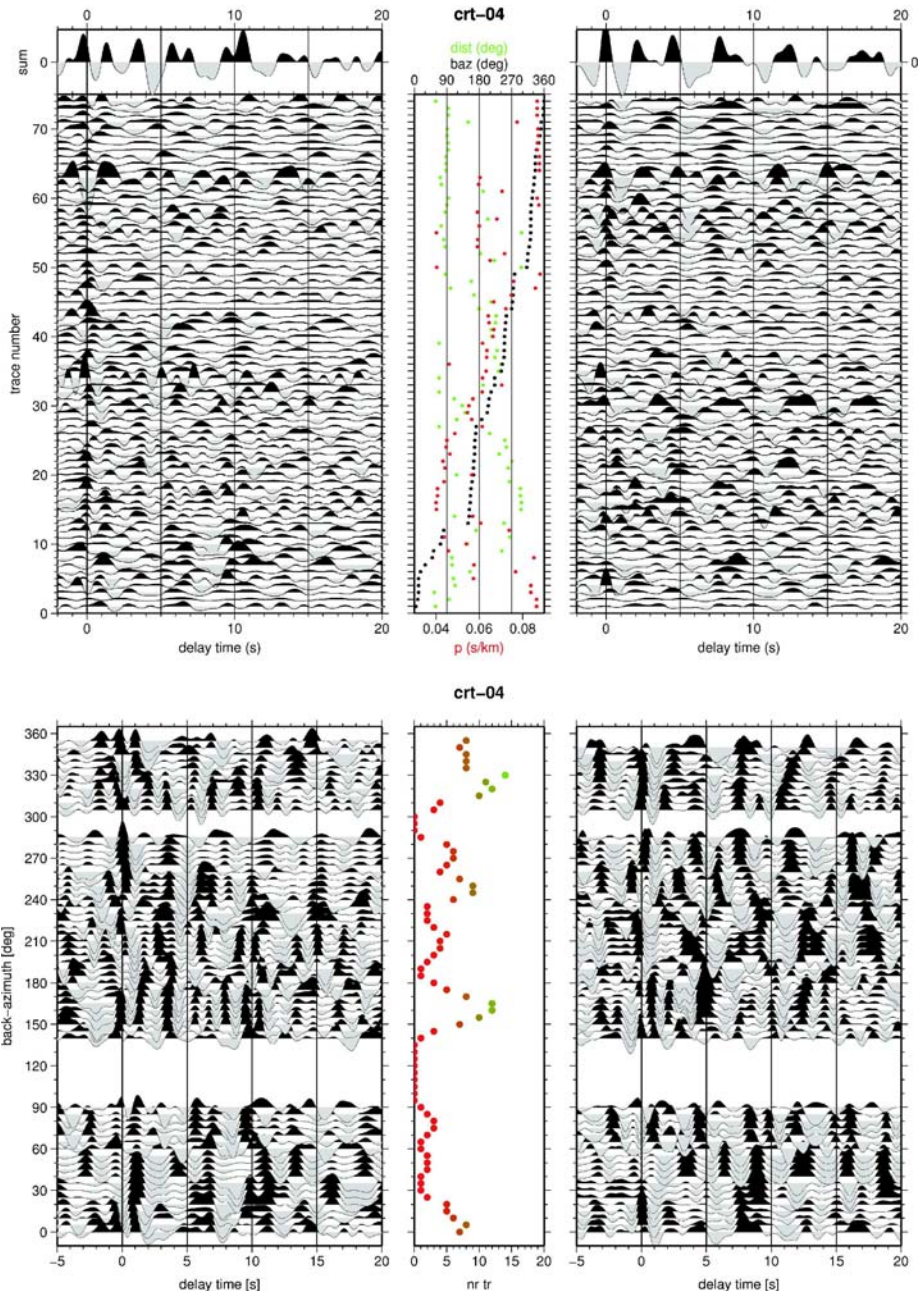 crt-04
0 10 20
dist (deg)
baz (deg)
0 90 180 270 360
0 10 20
sum
0
0
trace number
70
60
50
40
30
20
10
0
0 10 20
delay time (s)
0.04 0.06 0.08
p (s/km)
0 10 20
delay time (s)
crt-04
back-azimuth [deg]
360
330
300
270
240
210
180
150
120
90
60
30
0
-5 0 5 10 15 20
delay time [s]
0 5 10 15 20
nr tr
-5 0 5 10 15 20
delay time [s]